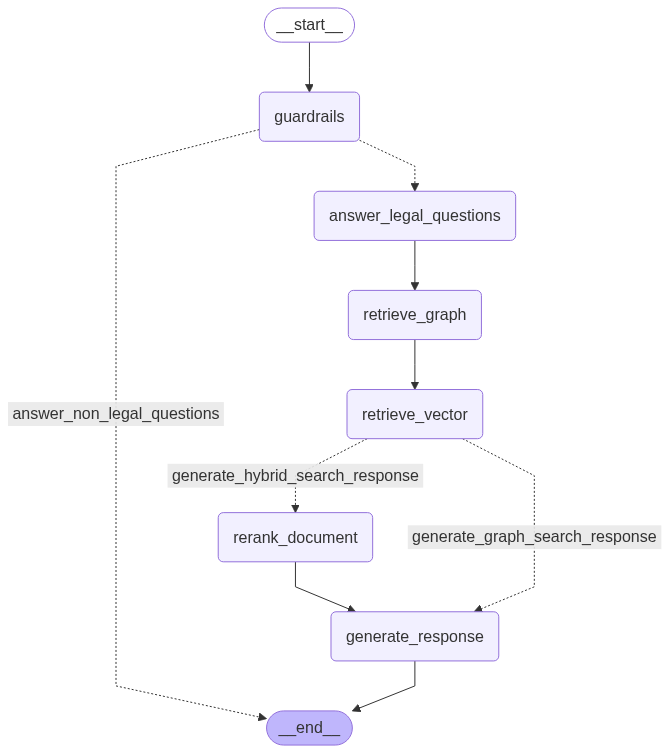 __start__
guardrails
answer_legal_questions
retrieve_graph
answer_non_legal_questions
retrieve_vector
generate_hybrid_search_response
rerank_document
generate_graph_search_response
generate_response
__end__